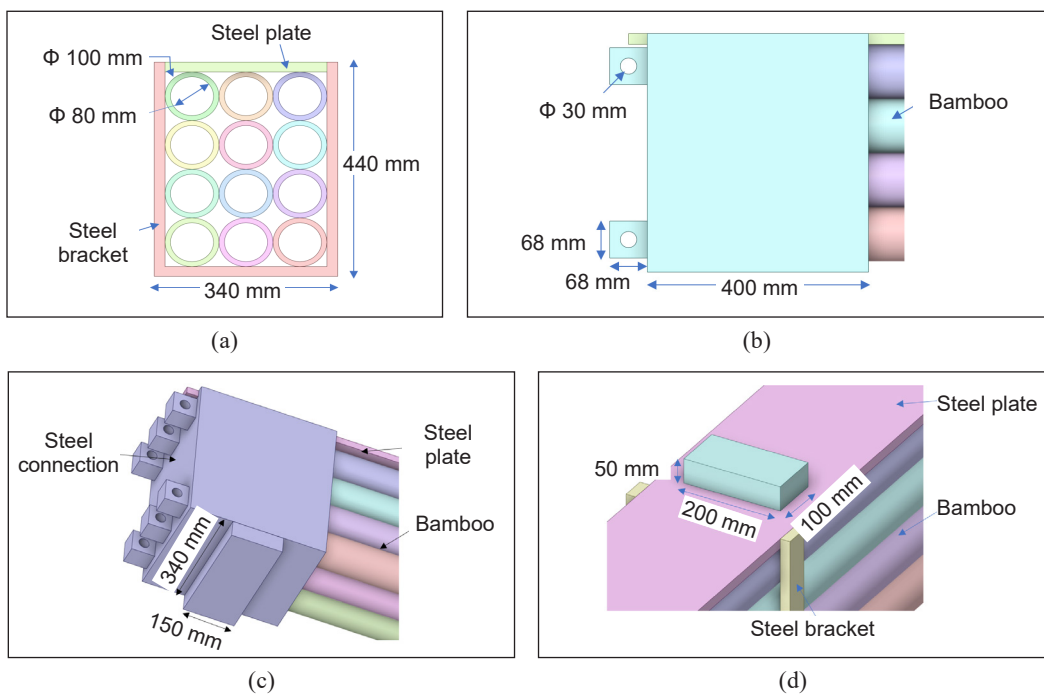 Steel plate
Φ 100 mm
Φ 80 mm
440 mm
Steel
bracket
340 mm
(a)
Φ 30 mm
Bamboo
68 mm
68 mm
400 mm
(b)
Steel
connection
Steel
plate
Bamboo
340 mm
150 mm
(c)
Steel plate
50 mm
200 mm
100 mm
Bamboo
Steel bracket
(d)